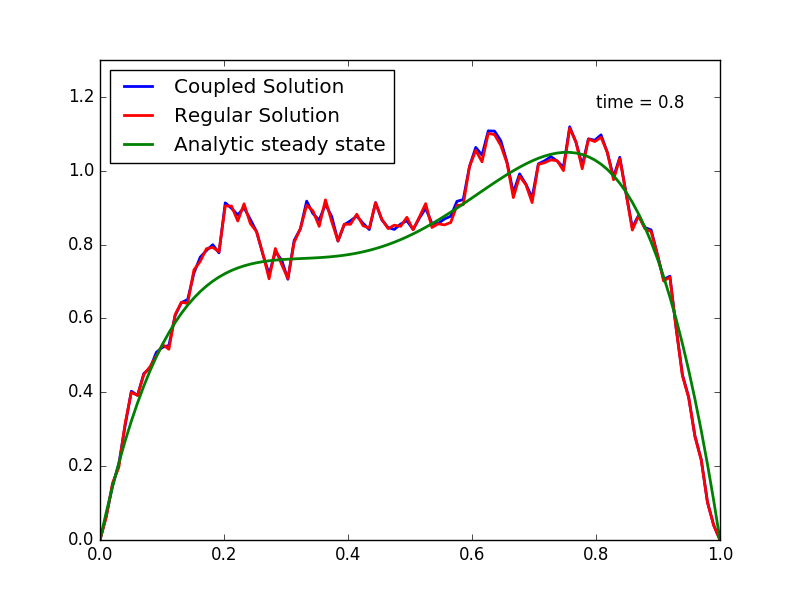 Coupled Solution
Regular Solution
Analytic steady state
time = 0.8
1.2
1.0
0.8
0.6
0.4
0.2
0.0
0.0 0.2 0.4 0.6 0.8 1.0